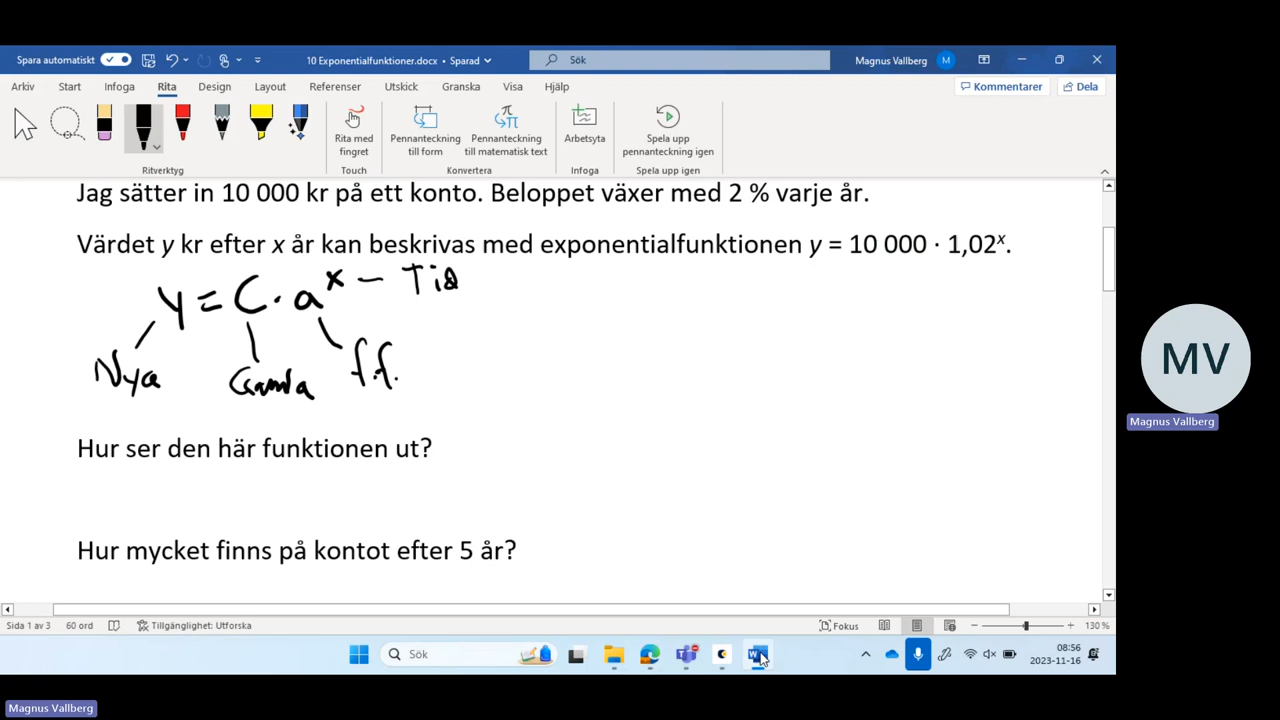 Spara automatiskt
10 Exponentialfunktioner.docx • Sparad
Sök
Magnus Vallberg
M
Arkiv Start Infoga Rita Design Layout Referenser Utskick Granska Visa Hjälp
Kommentarer
Dela
Rita med fingret
Pennanteckning till form
Pennanteckning till matematisk text
Arbetsyta
Spela upp pennanteckning igen
Ritverktyg
Touch
Konvertera
Infoga
Spela upp igen
Jag sätter in 10 000 kr på ett konto. Beloppet växer med 2 % varje år.
Värdet y kr efter x år kan beskrivas med exponentialfunktionen y = 10 000 · 1,02ˣ.
y = C · aˣ – Tid
Nya Gamla f.f.
Hur ser den här funktionen ut?
Hur mycket finns på kontot efter 5 år?
MV
Magnus Vallberg
Sida 1 av 3
60 ord
Tillgänglighet: Utforska
Fokus
130 %
Sök
08:56
2023-11-16
Magnus Vallberg